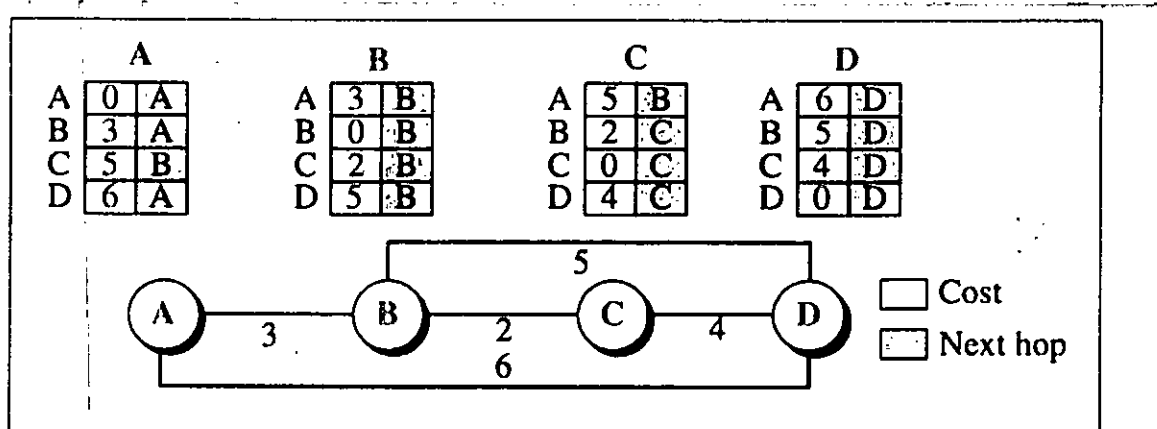 A B C D
A 0 A A 3 B A 5 B A 6 D
B 3 A B 0 B B 2 C B 5 D
C 5 B C 2 B C 0 C C 4 D
D 6 A D 5 B D 4 C D 0 D
5
A B C D Cost
3 2 4
Next hop
6